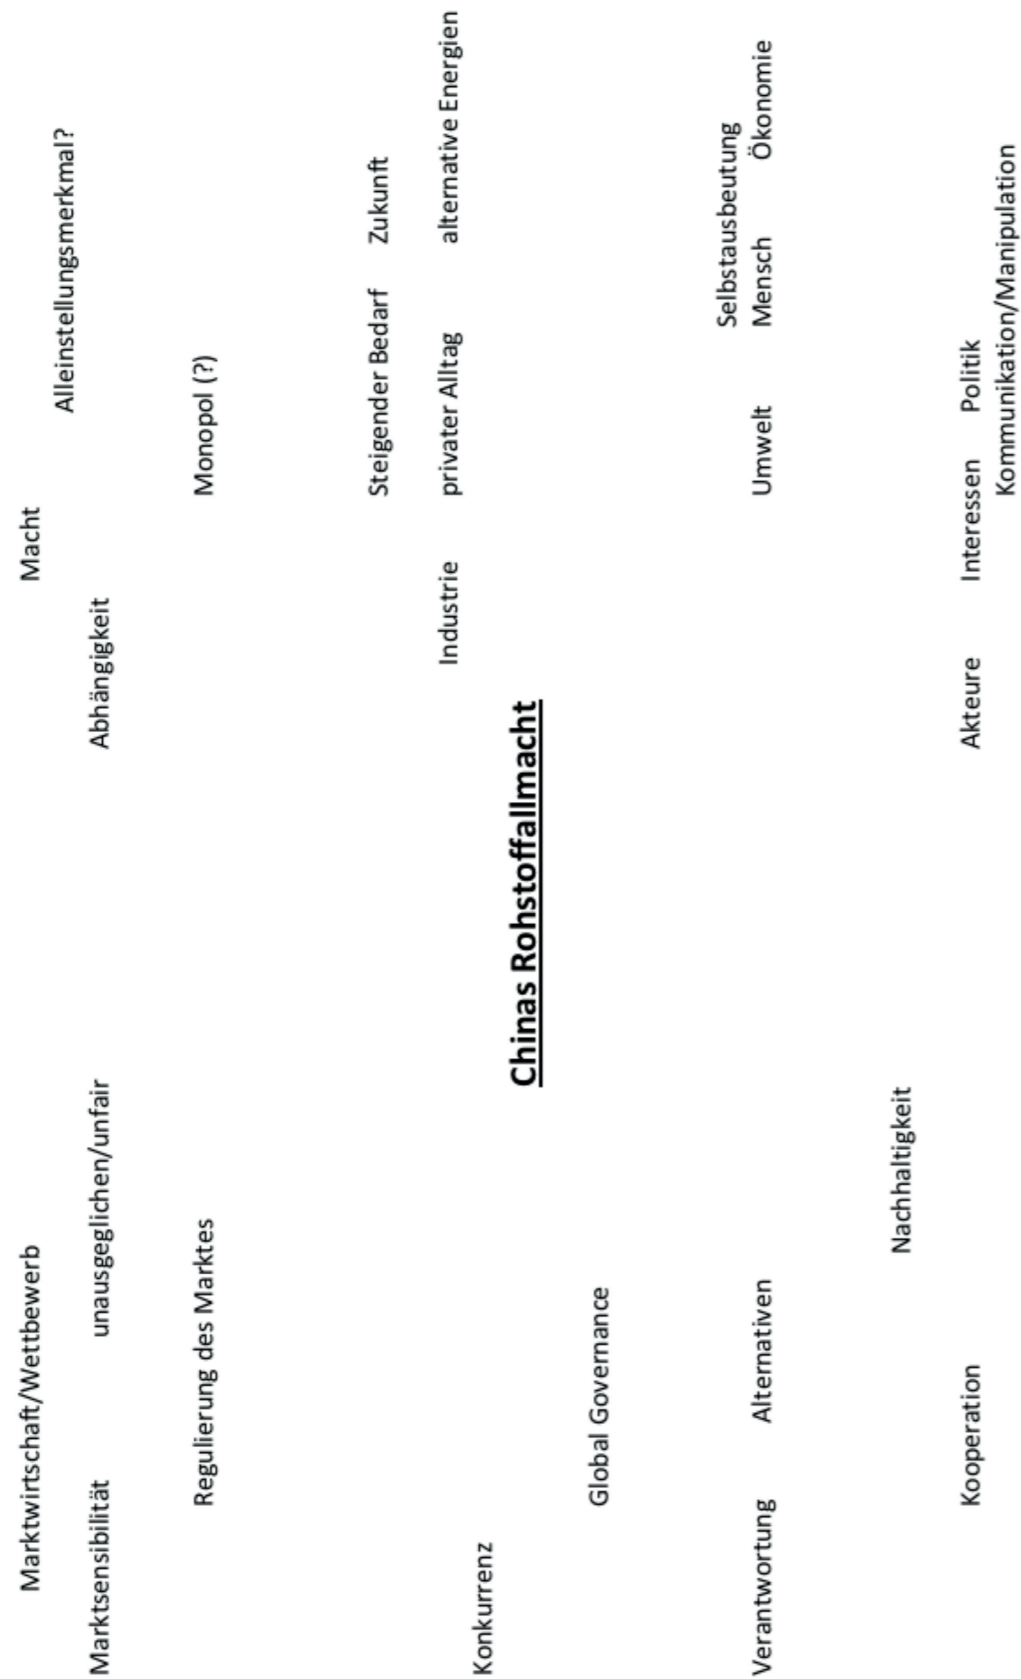 Marktwirtschaft/Wettbewerb Macht
Alleinstellungsmerkmal?
Marktsensibilität unausgeglichen/unfair Abhängigkeit
Regulierung des Marktes Monopol (?)
Steigender Bedarf Zukunft
Industrie privater Alltag alternative Energien
Konkurrenz
Chinas Rohstoffallmacht
Global Governance
Selbstausbeutung
Verantwortung Alternativen Umwelt Mensch Ökonomie
Nachhaltigkeit
Kooperation Akteure Interessen Politik
Kommunikation/Manipulation